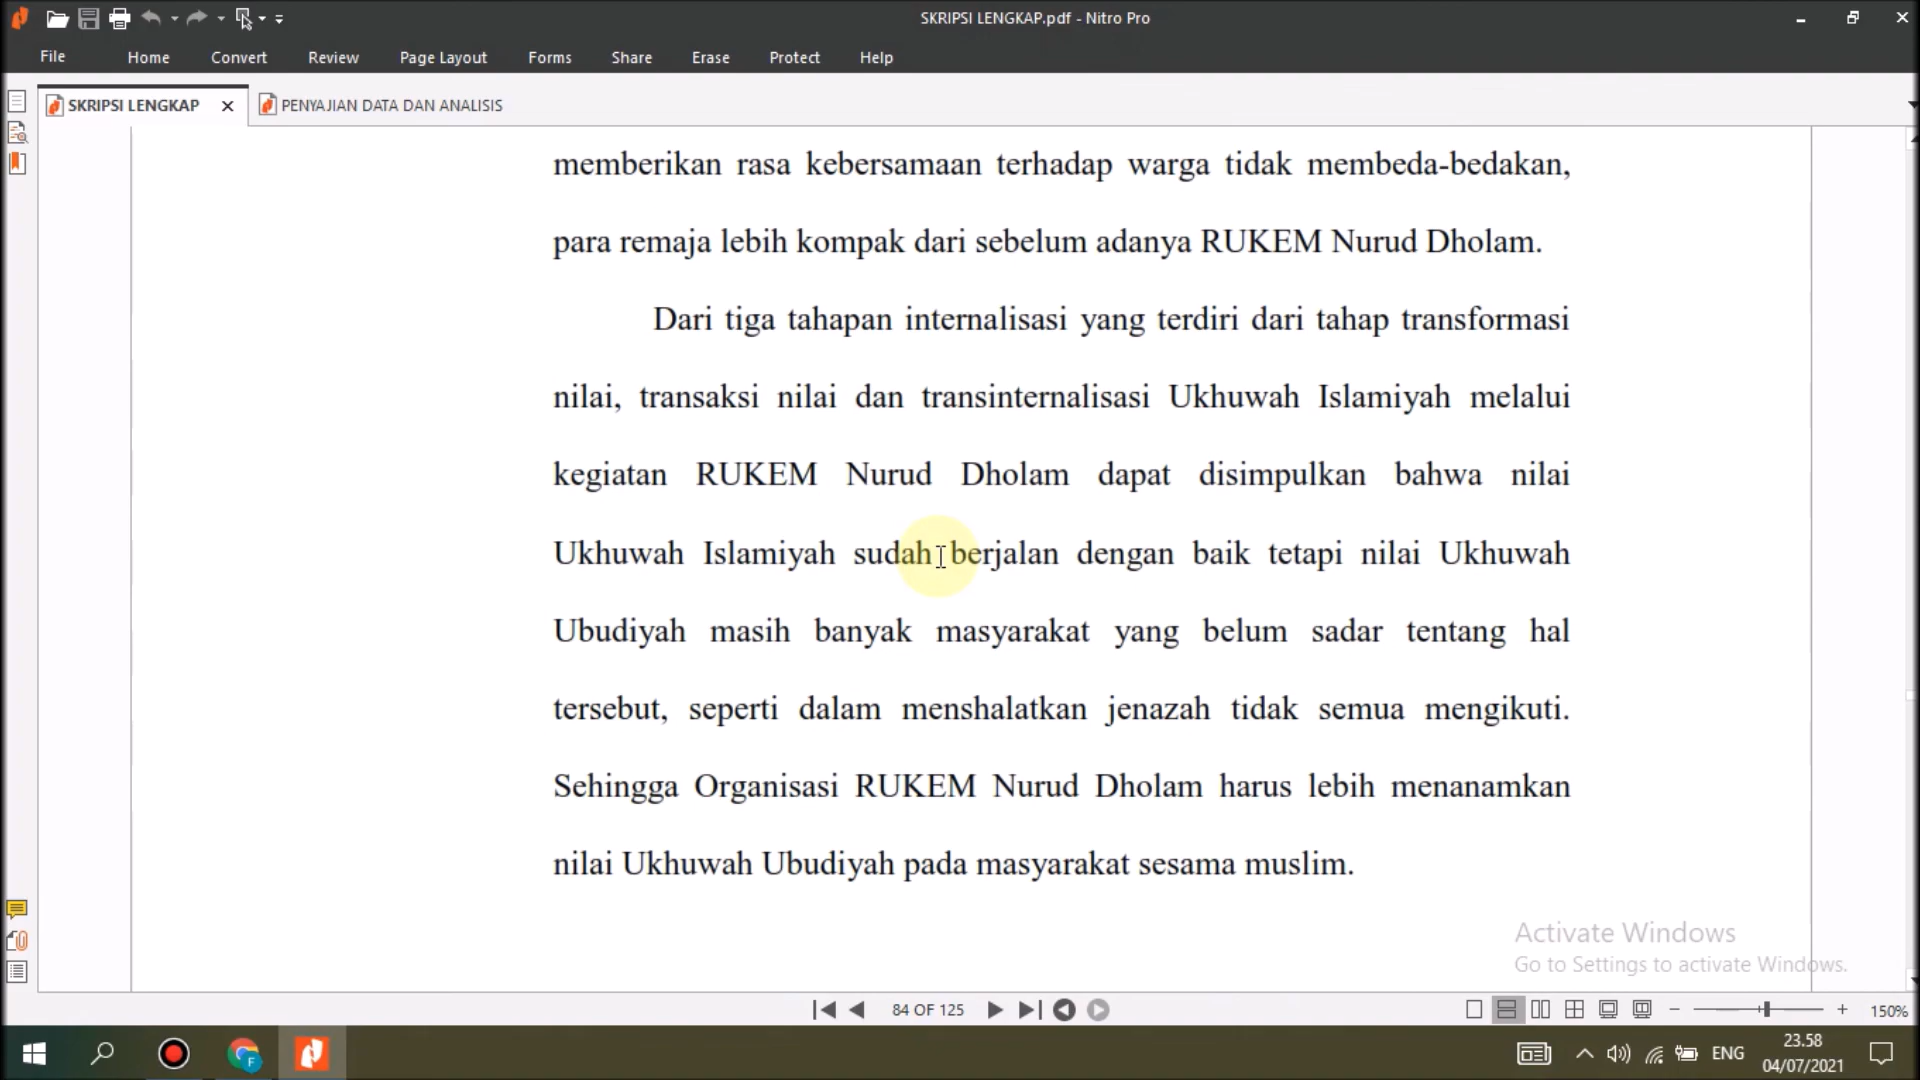 SKRIPSI LENGKAP.pdf - Nitro Pro
File Home Convert Review Page Layout Forms Share Erase Protect Help
SKRIPSI LENGKAP PENYAJIAN DATA DAN ANALISIS
memberikan rasa kebersamaan terhadap warga tidak membeda-bedakan,
para remaja lebih kompak dari sebelum adanya RUKEM Nurud Dholam.
Dari tiga tahapan internalisasi yang terdiri dari tahap transformasi
nilai, transaksi nilai dan transinternalisasi Ukhuwah Islamiyah melalui
kegiatan RUKEM Nurud Dholam dapat disimpulkan bahwa nilai
Ukhuwah Islamiyah sudah berjalan dengan baik tetapi nilai Ukhuwah
Ubudiyah masih banyak masyarakat yang belum sadar tentang hal
tersebut, seperti dalam menshalatkan jenazah tidak semua mengikuti.
Sehingga Organisasi RUKEM Nurud Dholam harus lebih menanamkan
nilai Ukhuwah Ubudiyah pada masyarakat sesama muslim.
Activate Windows
Go to Settings to activate Windows.
84 OF 125
150%
F
ENG
23.58
04/07/2021